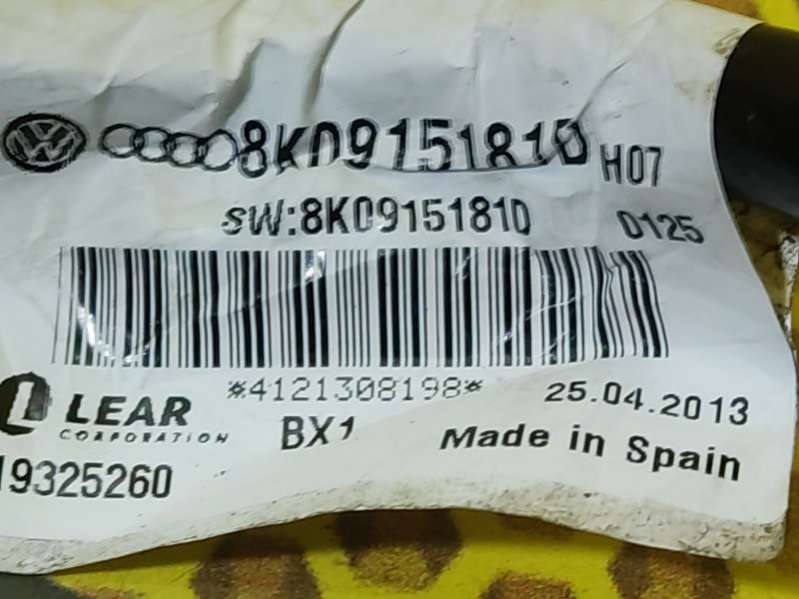 8K0915181D H07
SW:8K0915181D 0125
*4121308198* 25.04.2013
LEAR
CORPORATION
BX1 Made in Spain
19325260